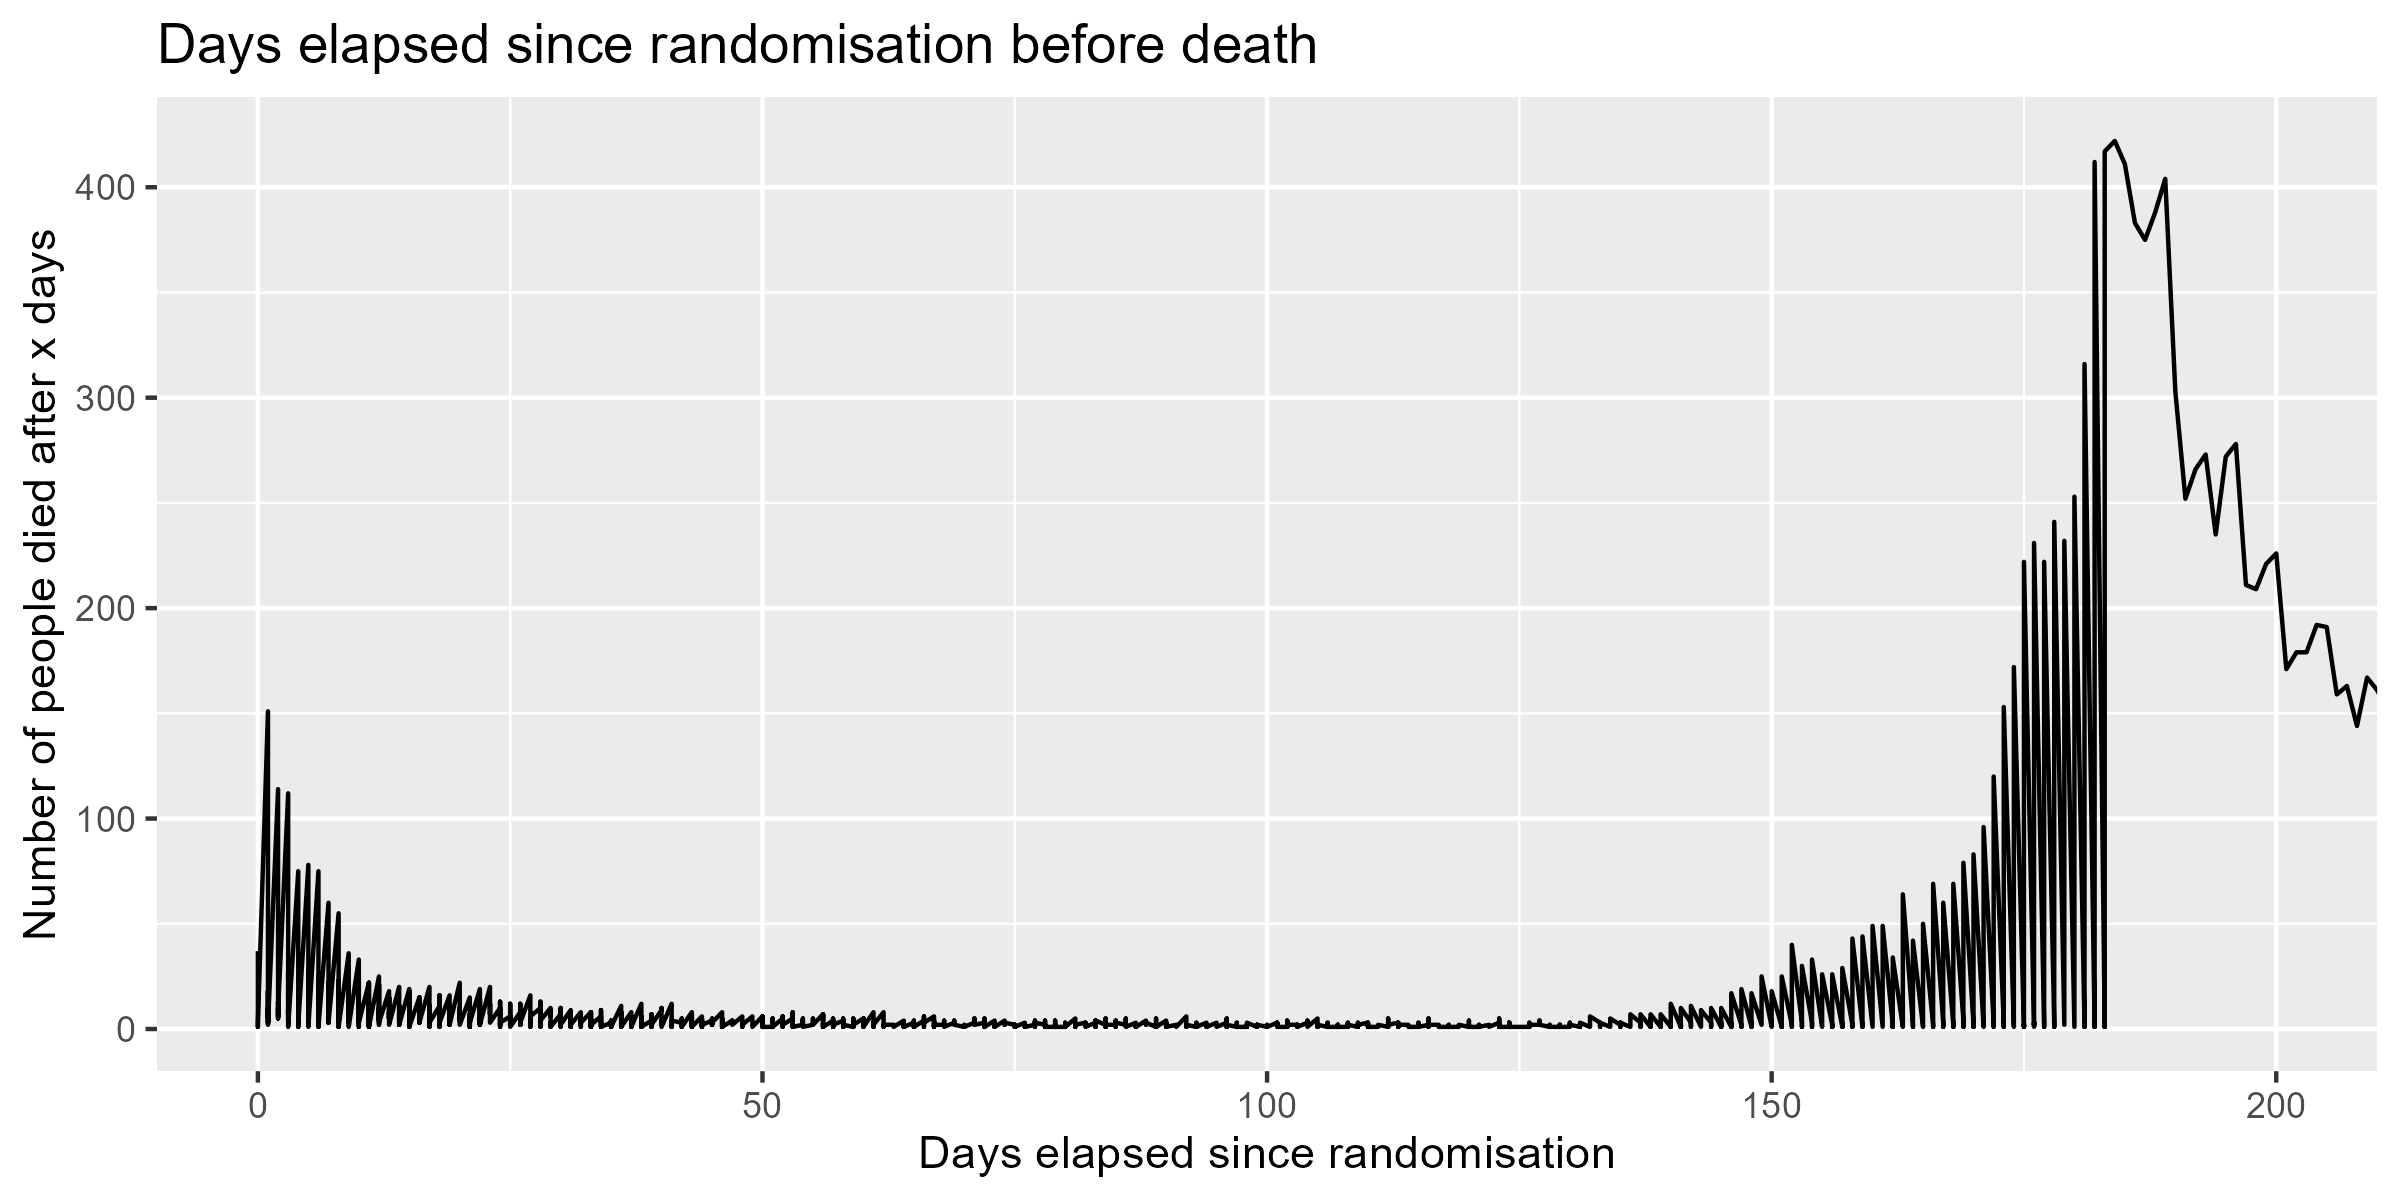 Days elapsed since randomisation before death
Number of people died after x days
400
300
200
100
0
0 50 100 150 200
Days elapsed since randomisation